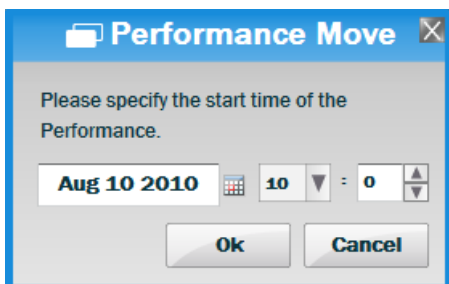 Performance Move
Please specify the start time of the
Performance.
Aug 10 2010 10 : 0
Ok Cancel